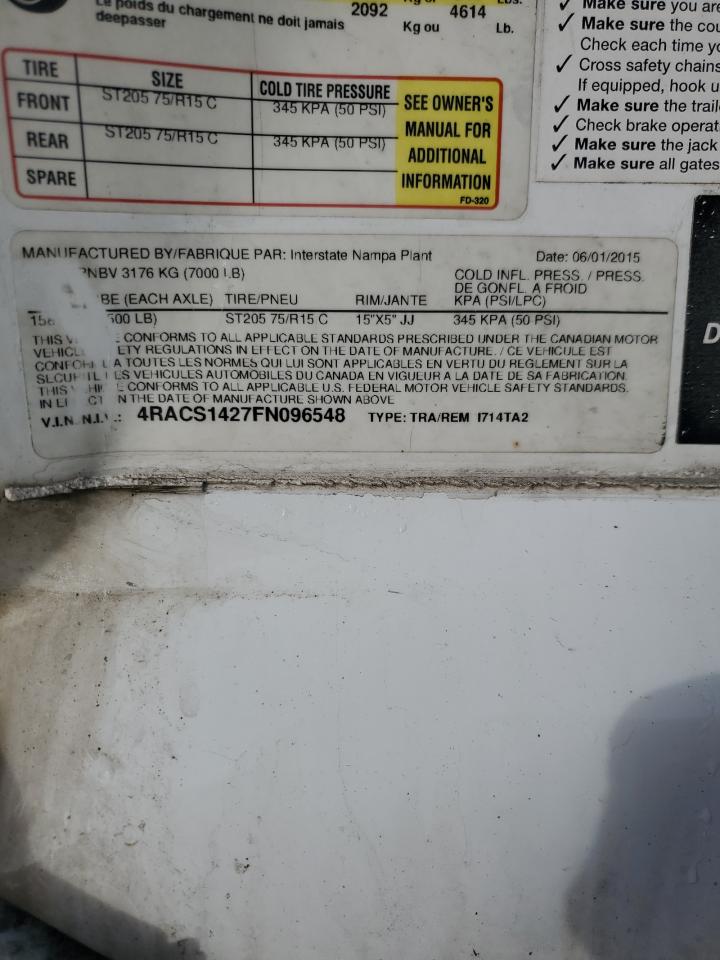 Le poids du chargement ne doit jamais 2092 4614
deepasser Kg ou Lb.
TIRE SIZE COLD TIRE PRESSURE
FRONT ST205 75/R15 C 345 KPA (50 PSI)
REAR ST205 75/R15 C 345 KPA (50 PSI)
SPARE
SEE OWNER'S
MANUAL FOR
ADDITIONAL
INFORMATION
FD-320
✓ Make sure you are
✓ Make sure the cou
Check each time yo
✓ Cross safety chains
If equipped, hook u
✓ Make sure the traile
✓ Check brake operat
✓ Make sure the jack
✓ Make sure all gates
MANUFACTURED BY/FABRIQUE PAR: Interstate Nampa Plant Date: 06/01/2015
PNBV 3176 KG (7000 LB) COLD INFL. PRESS. / PRESS.
DE GONFL. A FROID
BE (EACH AXLE) TIRE/PNEU RIM/JANTE KPA (PSI/LPC)
500 LB) ST205 75/R15 C 15"X5" JJ 345 KPA (50 PSI)
THIS CONFORMS TO ALL APPLICABLE STANDARDS PRESCRIBED UNDER THE CANADIAN MOTOR
VEHICL ETY REGULATIONS IN EFFECT ON THE DATE OF MANUFACTURE. / CE VEHICULE EST
CONFO A TOUTES LES NORMES QUI LUI SONT APPLICABLES EN VERTU DU REGLEMENT SUR LA
LES VEHICULES AUTOMOBILES DU CANADA EN VIGUEUR A LA DATE DE SA FABRICATION.
THIS CONFORMS TO ALL APPLICABLE U.S. FEDERAL MOTOR VEHICLE SAFETY STANDARDS.
N THE DATE OF MANUFACTURE SHOWN ABOVE
V.I.N. N.I.V.: 4RACS1427FN096548 TYPE: TRA/REM I714TA2
D